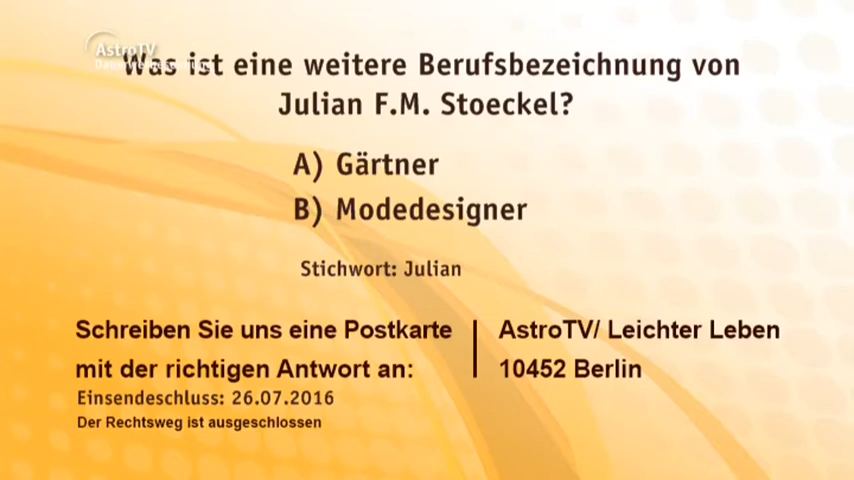 AstroTV
Dauerwerbesendung
Was ist eine weitere Berufsbezeichnung von
Julian F.M. Stoeckel?
A) Gärtner
B) Modedesigner
Stichwort: Julian
Schreiben Sie uns eine Postkarte
mit der richtigen Antwort an:
AstroTV/ Leichter Leben
10452 Berlin
Einsendeschluss: 26.07.2016
Der Rechtsweg ist ausgeschlossen